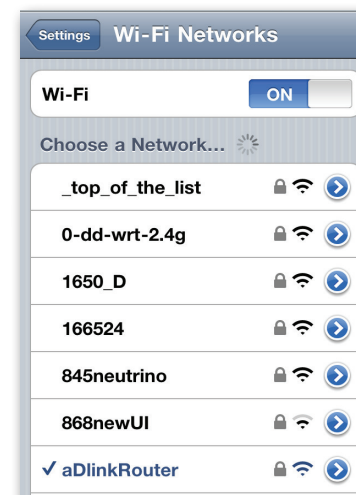 Settings
Wi-Fi Networks
Wi-Fi
ON
Choose a Network...
_top_of_the_list
0-dd-wrt-2.4g
1650_D
166524
845neutrino
868newUI
aDlinkRouter